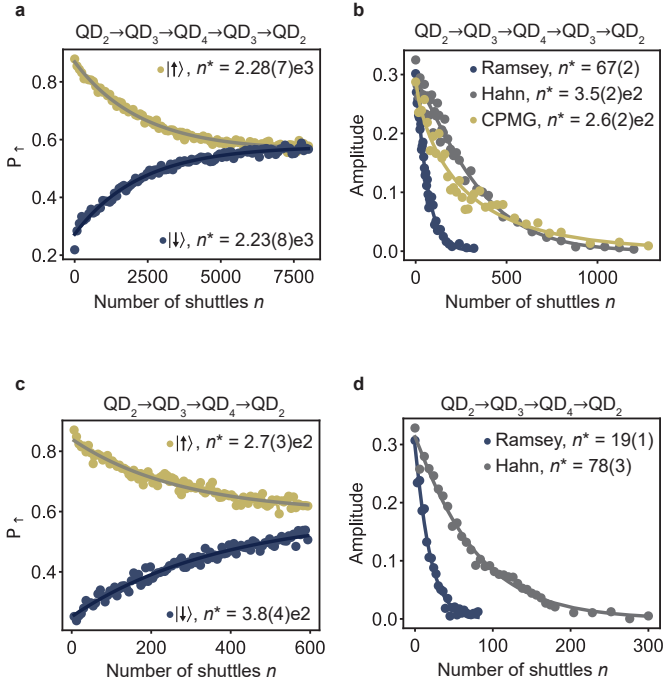 a
QD₂→QD₃→QD₄→QD₃→QD₂
|↑⟩, n* = 2.28(7)e3
|↓⟩, n* = 2.23(8)e3
0.8
0.6
0.4
0.2
P↑
0
2500
5000
7500
Number of shuttles n
b
QD₂→QD₃→QD₄→QD₃→QD₂
Ramsey, n* = 67(2)
Hahn, n* = 3.5(2)e2
CPMG, n* = 2.6(2)e2
0.3
0.2
0.1
0.0
Amplitude
0
500
1000
Number of shuttles n
c
QD₂→QD₃→QD₄→QD₂
|↑⟩, n* = 2.7(3)e2
|↓⟩, n* = 3.8(4)e2
0.8
0.6
0.4
P↑
0
200
400
600
Number of shuttles n
d
QD₂→QD₃→QD₄→QD₂
Ramsey, n* = 19(1)
Hahn, n* = 78(3)
0.3
0.2
0.1
0.0
Amplitude
0
100
200
300
Number of shuttles n